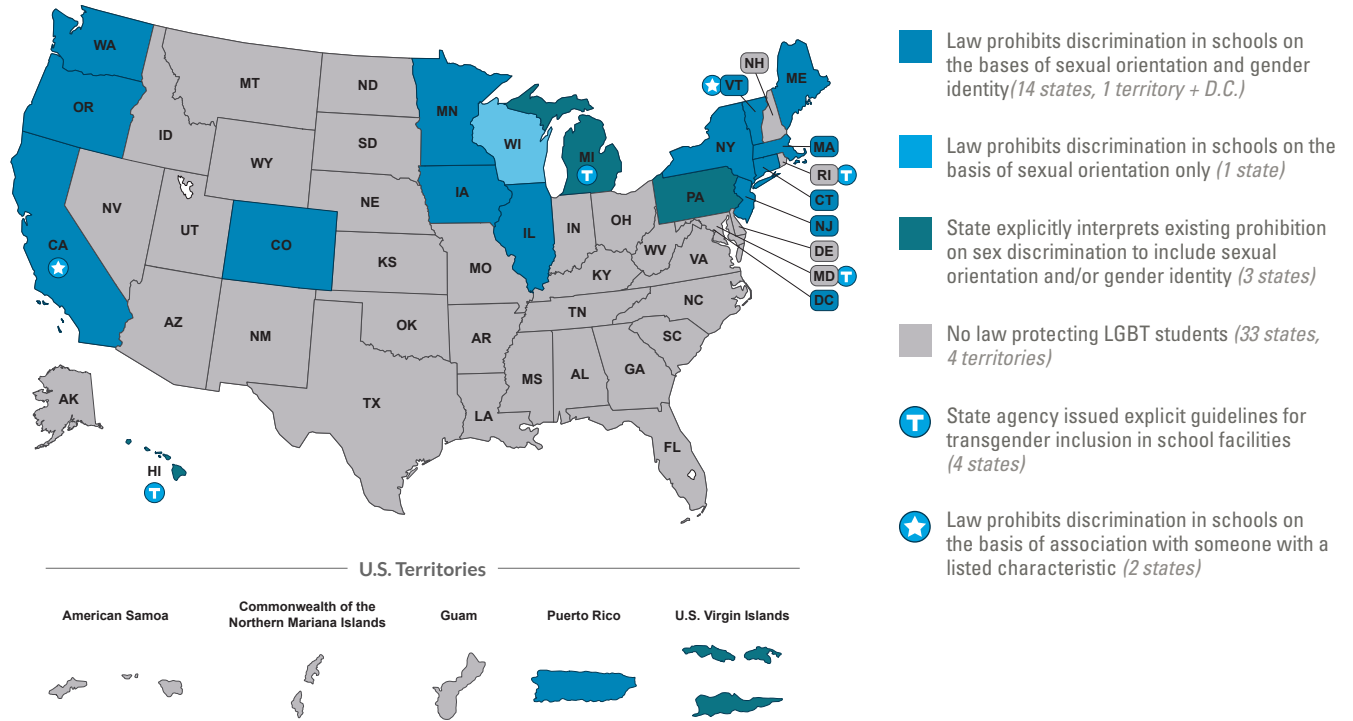 WA
OR
CA
NV
ID
MT
WY
UT
AZ
CO
NM
ND
SD
NE
KS
OK
TX
MN
IA
MO
AR
LA
WI
IL
MI
IN
OH
KY
TN
MS
AL
GA
FL
SC
NC
VA
WV
PA
NY
VT
NH
ME
MA
RI
CT
NJ
DE
MD
DC
AK
HI
Law prohibits discrimination in schools on
the bases of sexual orientation and gender
identity(14 states, 1 territory + D.C.)
Law prohibits discrimination in schools on the
basis of sexual orientation only (1 state)
State explicitly interprets existing prohibition
on sex discrimination to include sexual
orientation and/or gender identity (3 states)
No law protecting LGBT students (33 states,
4 territories)
T
State agency issued explicit guidelines for
transgender inclusion in school facilities
(4 states)
Law prohibits discrimination in schools on
the basis of association with someone with a
listed characteristic (2 states)
T
T
T
T
U.S. Territories
American Samoa
Commonwealth of the
Northern Mariana Islands
Guam
Puerto Rico
U.S. Virgin Islands